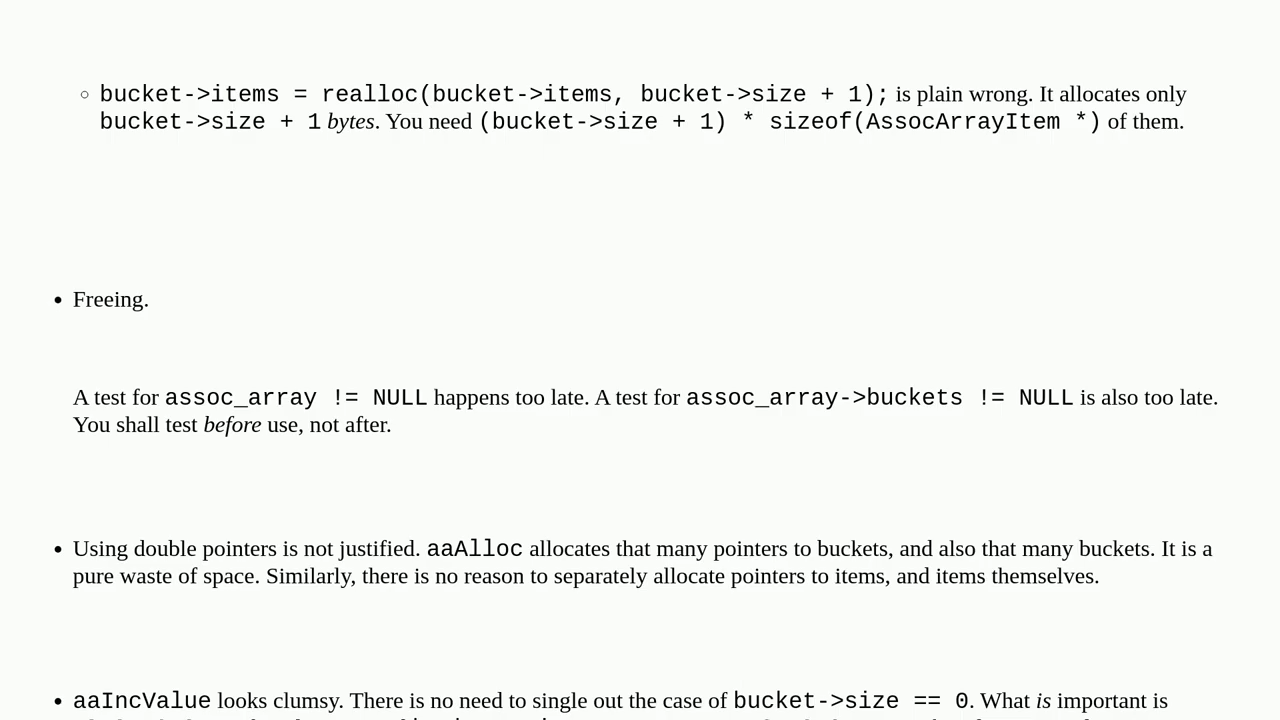 bucket->items = realloc(bucket->items, bucket->size + 1); is plain wrong. It allocates only
bucket->size + 1 bytes. You need (bucket->size + 1) * sizeof(AssocArrayItem *) of them.
Freeing.
A test for assoc_array != NULL happens too late. A test for assoc_array->buckets != NULL is also too late.
You shall test before use, not after.
Using double pointers is not justified. aaAlloc allocates that many pointers to buckets, and also that many buckets. It is a
pure waste of space. Similarly, there is no reason to separately allocate pointers to items, and items themselves.
aaIncValue looks clumsy. There is no need to single out the case of bucket->size == 0. What is important is